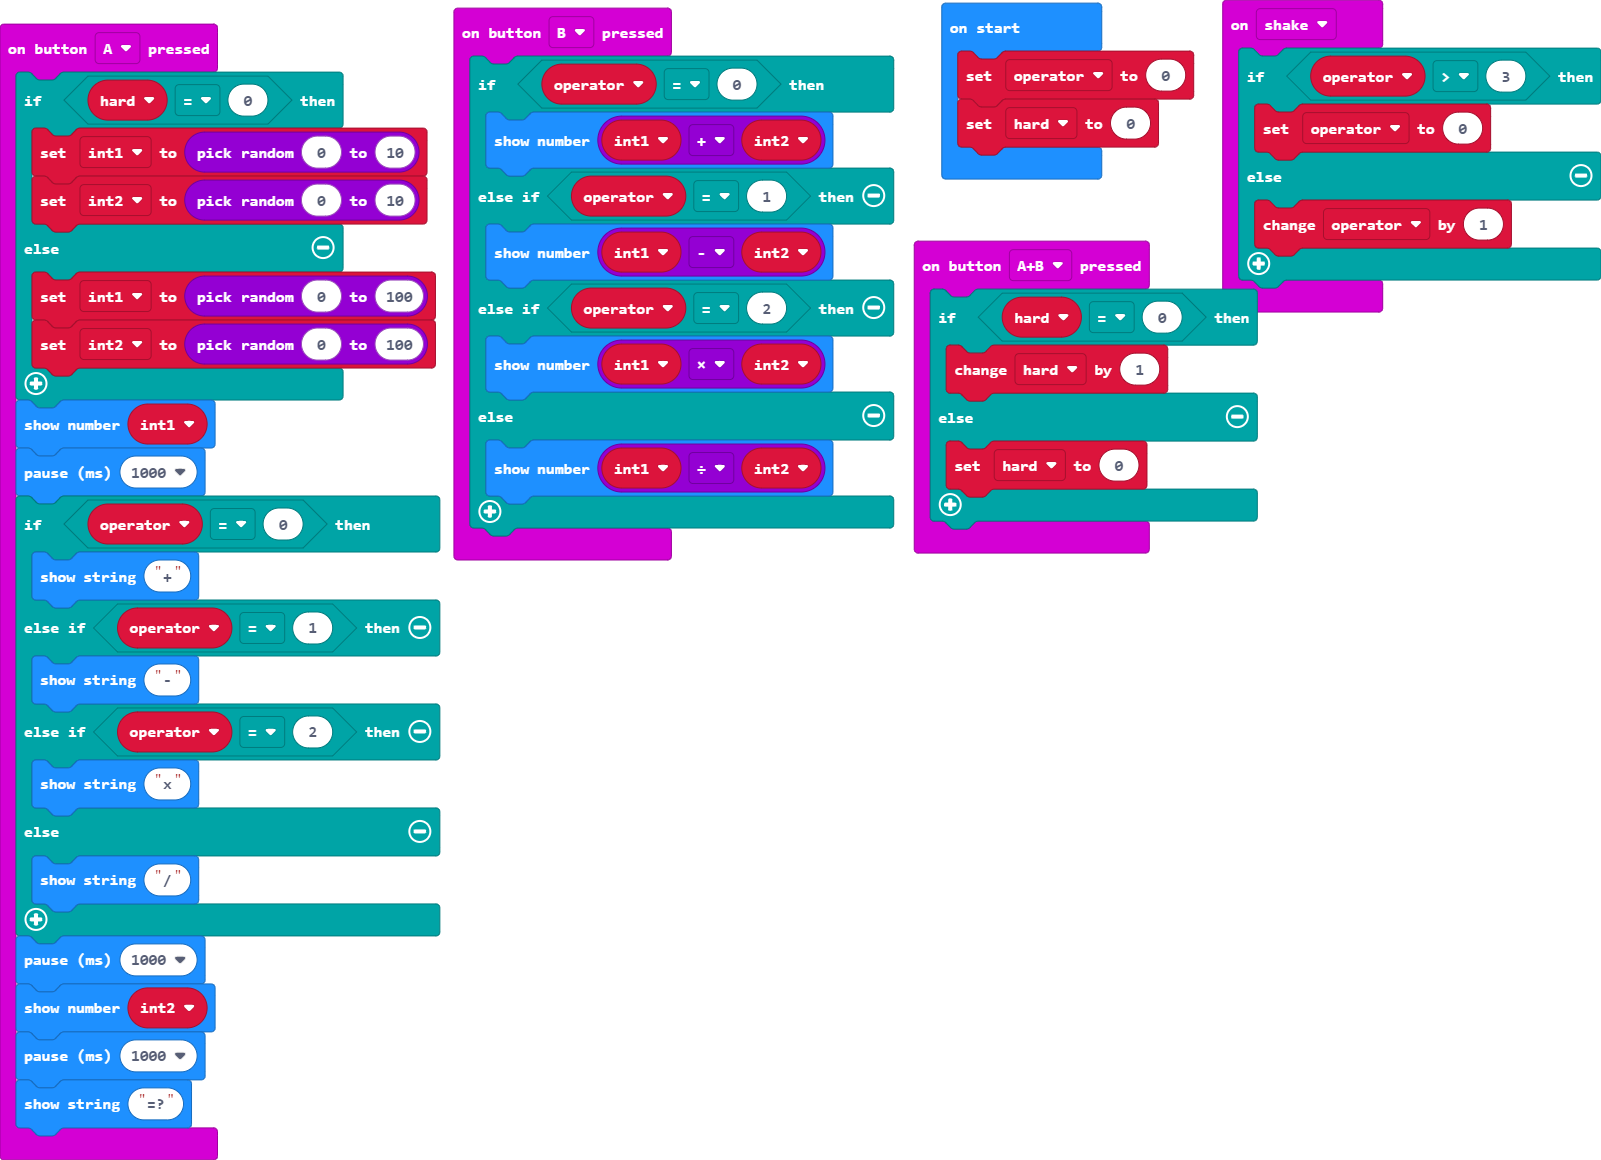 on button A pressed
if hard = 0 then
set int1 to pick random 0 to 10
set int2 to pick random 0 to 10
else
set int1 to pick random 0 to 100
set int2 to pick random 0 to 100
show number int1
pause (ms) 1000
if operator = 0 then
show string "+"
else if operator = 1 then
show string "-"
else if operator = 2 then
show string "x"
else
show string "/"
pause (ms) 1000
show number int2
pause (ms) 1000
show string "=?"
on button B pressed
if operator = 0 then
show number int1 + int2
else if operator = 1 then
show number int1 - int2
else if operator = 2 then
show number int1 × int2
else
show number int1 ÷ int2
on start
set operator to 0
set hard to 0
on button A+B pressed
if hard = 0 then
change hard by 1
else
set hard to 0
on shake
if operator > 3 then
set operator to 0
else
change operator by 1